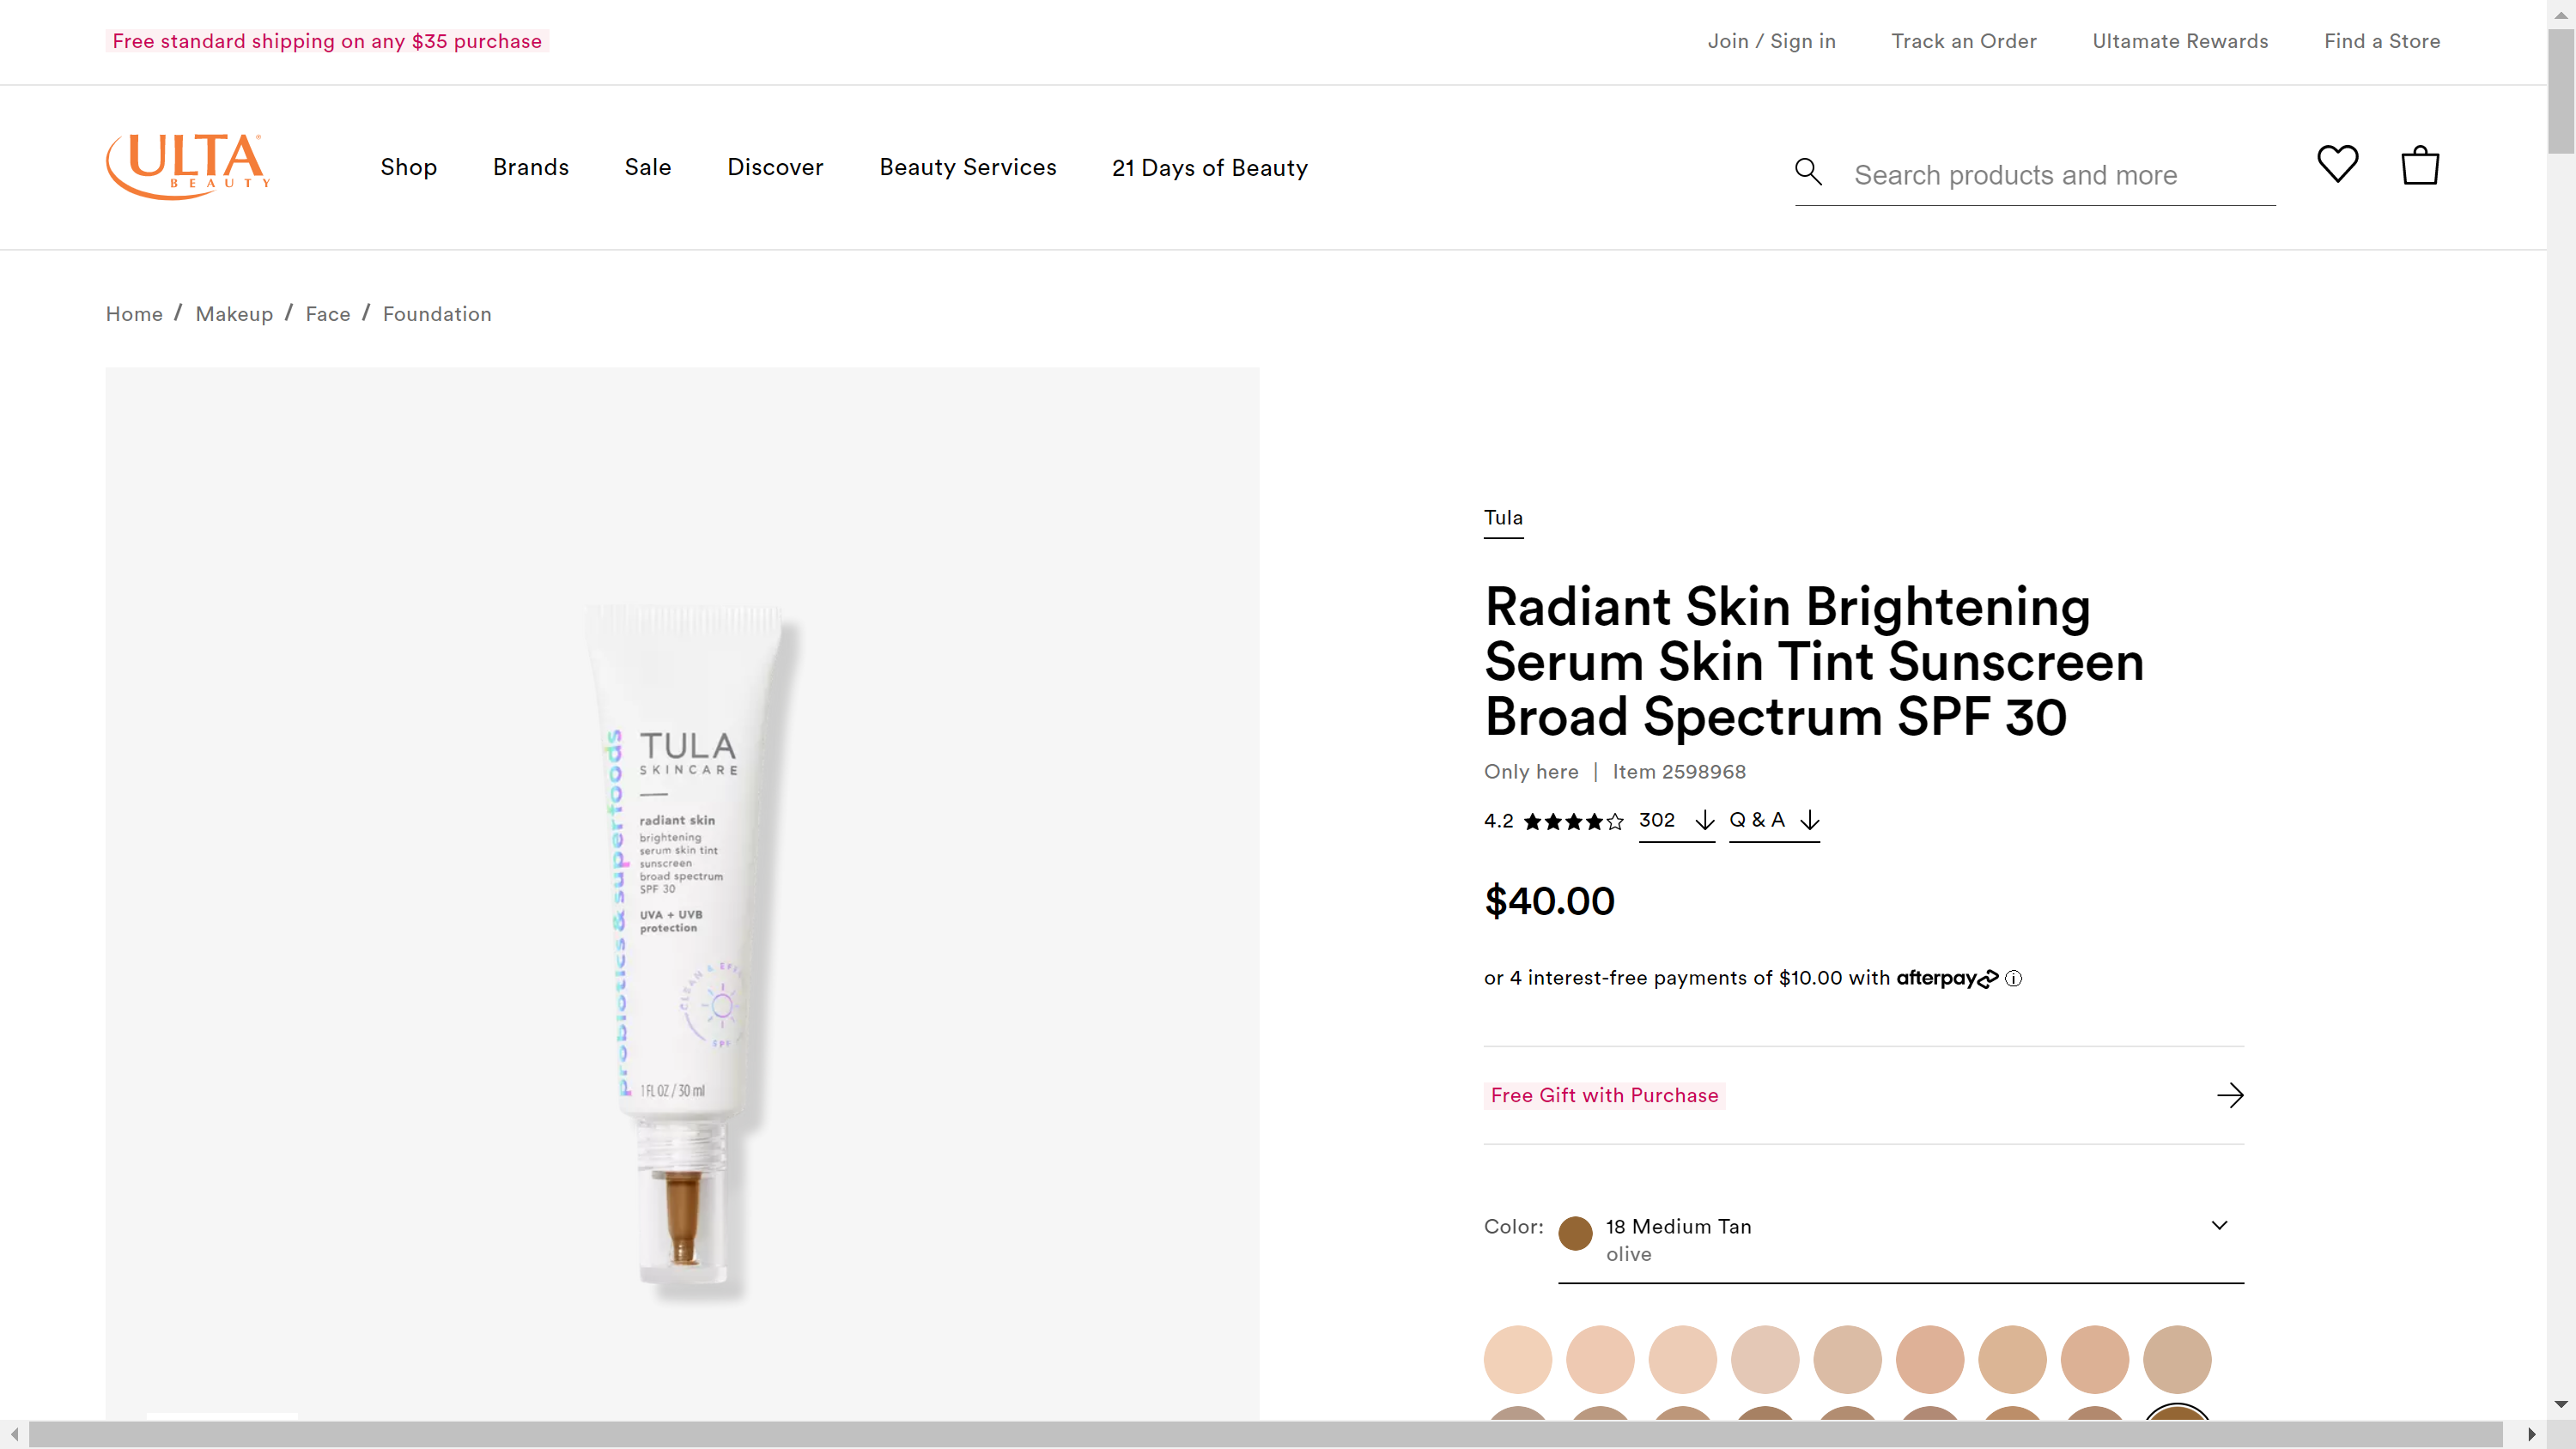 Free standard shipping on any $35 purchase
Join / Sign in
Track an Order
Ultamate Rewards
Find a Store
ULTA
BEAUTY
Shop
Brands
Sale
Discover
Beauty Services
21 Days of Beauty
Search products and more
Home / Makeup / Face / Foundation
TULA
SKINCARE
radiant skin
brightening
serum skin tint
sunscreen
broad spectrum
SPF 30
UVA + UVB
protection
probiotics & superfoods
CLEAN &
SPF
1 FL OZ / 30 ml
Tula
Radiant Skin Brightening
Serum Skin Tint Sunscreen
Broad Spectrum SPF 30
Only here | Item 2598968
4.2 302 Q & A
$40.00
or 4 interest-free payments of $10.00 with afterpay
Free Gift with Purchase
Color: 18 Medium Tan
olive